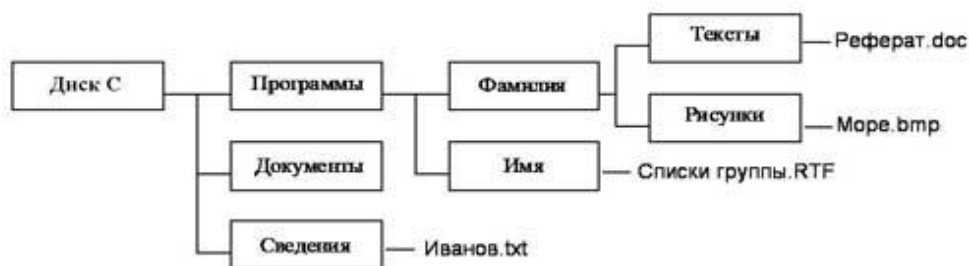 Тексты
Реферат.doc
Диск С
Программы
Фамилия
Рисунки
Море.bmp
Документы
Имя
Списки группы.RTF
Сведения
Иванов.txt